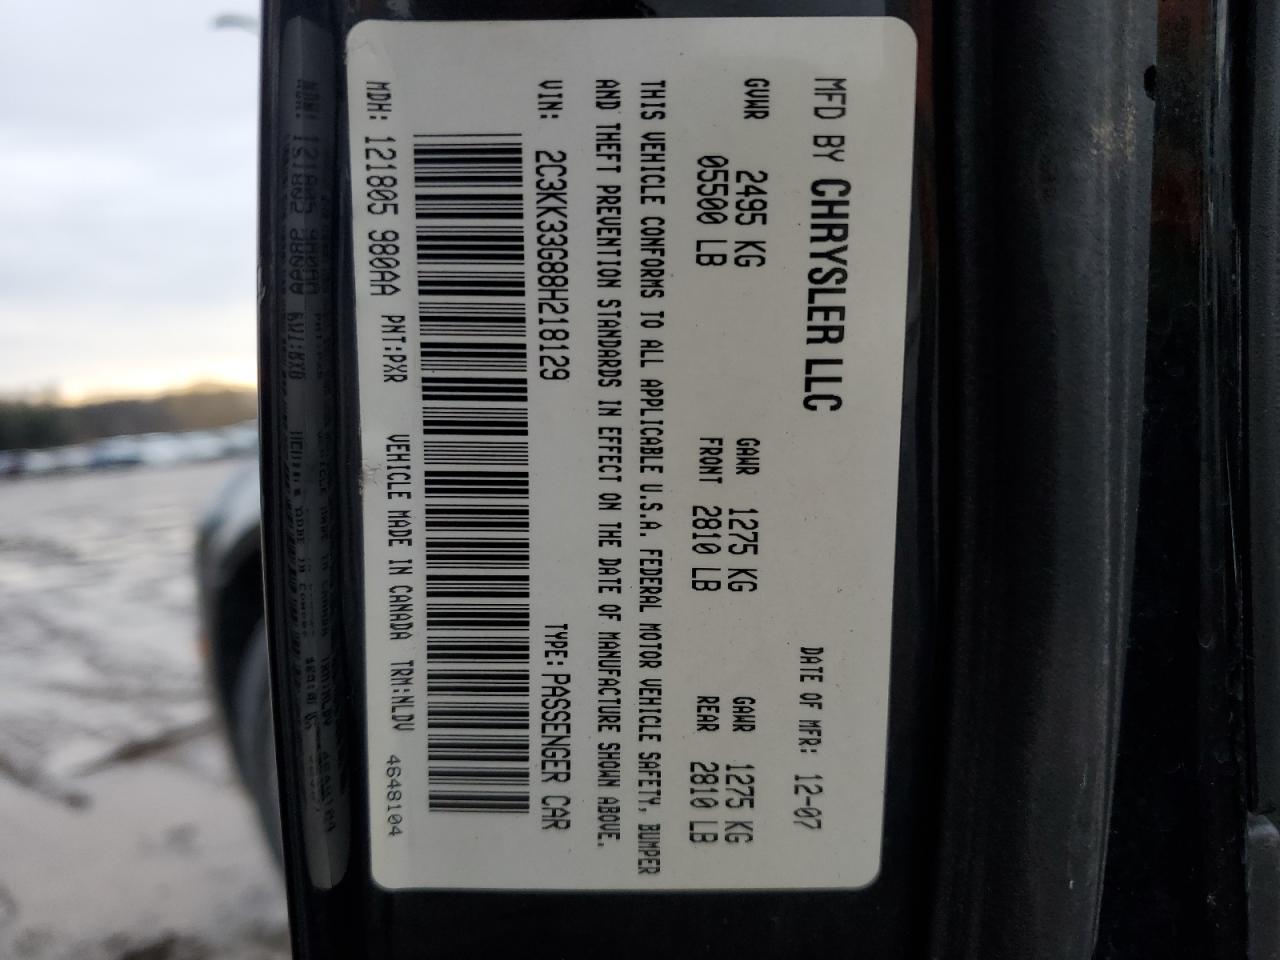 MFD BY CHRYSLER LLC DATE OF MFR: 12-07
GVWR 2495 KG GAWR 1275 KG GAWR 1275 KG
05500 LB FRONT 2810 LB REAR 2810 LB
THIS VEHICLE CONFORMS TO ALL APPLICABLE U.S.A. FEDERAL MOTOR VEHICLE SAFETY, BUMPER
AND THEFT PREVENTION STANDARDS IN EFFECT ON THE DATE OF MANUFACTURE SHOWN ABOVE.
VIN: 2C3KK33G88H218129 TYPE: PASSENGER CAR
MDH: 121805 980AA PNT:PXR VEHICLE MADE IN CANADA TRM:NLDV 4648104